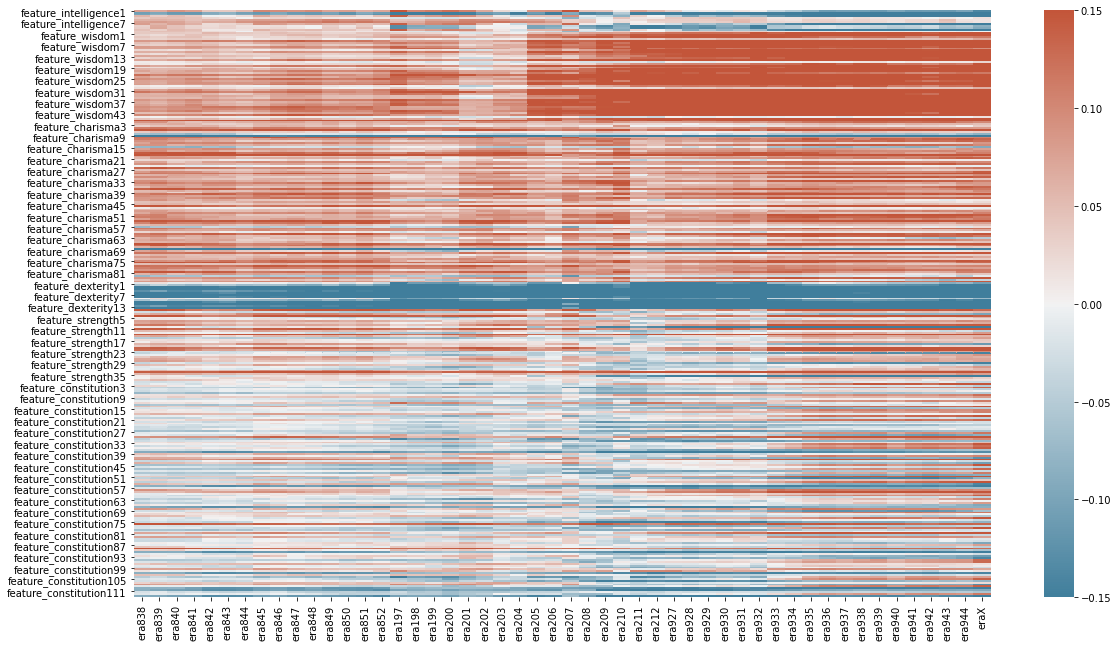 feature_intelligence1
feature_intelligence7
feature_wisdom1
feature_wisdom7
feature_wisdom13
feature_wisdom19
feature_wisdom25
feature_wisdom31
feature_wisdom37
feature_wisdom43
feature_charisma3
feature_charisma9
feature_charisma15
feature_charisma21
feature_charisma27
feature_charisma33
feature_charisma39
feature_charisma45
feature_charisma51
feature_charisma57
feature_charisma63
feature_charisma69
feature_charisma75
feature_charisma81
feature_dexterity1
feature_dexterity7
feature_dexterity13
feature_strength5
feature_strength11
feature_strength17
feature_strength23
feature_strength29
feature_strength35
feature_constitution3
feature_constitution9
feature_constitution15
feature_constitution21
feature_constitution27
feature_constitution33
feature_constitution39
feature_constitution45
feature_constitution51
feature_constitution57
feature_constitution63
feature_constitution69
feature_constitution75
feature_constitution81
feature_constitution87
feature_constitution93
feature_constitution99
feature_constitution105
feature_constitution111
era838
era839
era840
era841
era842
era843
era844
era845
era846
era847
era848
era849
era850
era851
era852
era197
era198
era199
era200
era201
era202
era203
era204
era205
era206
era207
era208
era209
era210
era211
era212
era927
era928
era929
era930
era931
era932
era933
era934
era935
era936
era937
era938
era939
era940
era941
era942
era943
era944
eraX
0.15
0.10
0.05
0.00
−0.05
−0.10
−0.15